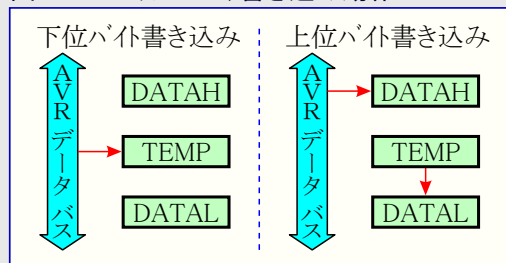 下位バイト書き込み
AVRデータ バス
DATAH
TEMP
DATAL
上位バイト書き込み
AVRデータ バス
DATAH
TEMP
DATAL